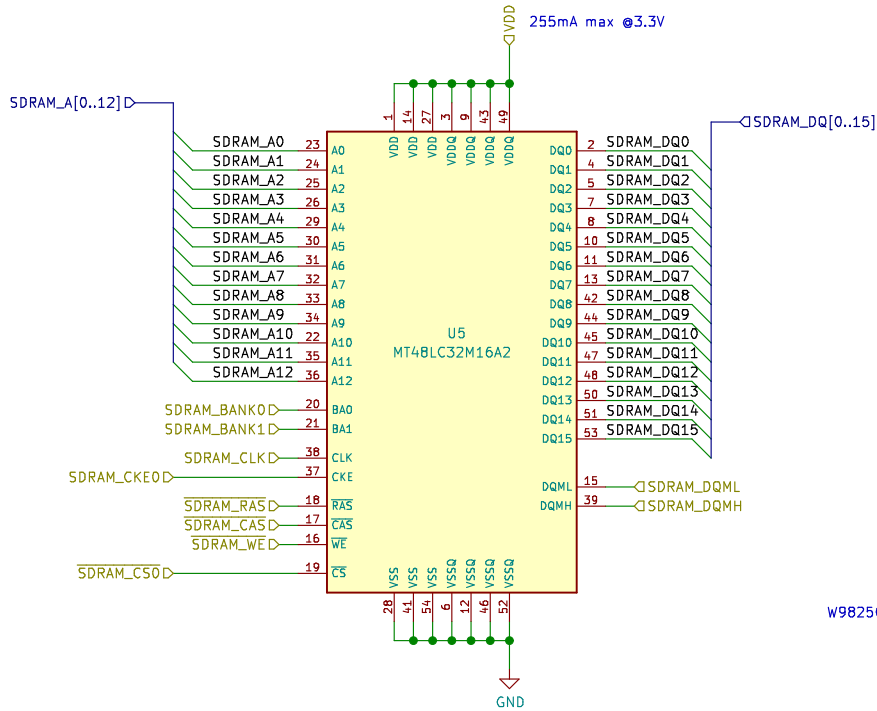 VDD
255mA max @3.3V
SDRAM_A[0..12]
SDRAM_DQ[0..15]
1 14 27 3 9 43 49
VDD VDD VDD VDDQ VDDQ VDDQ VDDQ
SDRAM_A0 23 A0 DQ0 2 SDRAM_DQ0
SDRAM_A1 24 A1 DQ1 4 SDRAM_DQ1
SDRAM_A2 25 A2 DQ2 5 SDRAM_DQ2
SDRAM_A3 26 A3 DQ3 7 SDRAM_DQ3
SDRAM_A4 29 A4 DQ4 8 SDRAM_DQ4
SDRAM_A5 30 A5 DQ5 10 SDRAM_DQ5
SDRAM_A6 31 A6 DQ6 11 SDRAM_DQ6
SDRAM_A7 32 A7 DQ7 13 SDRAM_DQ7
SDRAM_A8 33 A8 DQ8 42 SDRAM_DQ8
SDRAM_A9 34 A9 DQ9 44 SDRAM_DQ9
SDRAM_A10 22 A10 DQ10 45 SDRAM_DQ10
SDRAM_A11 35 A11 DQ11 47 SDRAM_DQ11
SDRAM_A12 36 A12 DQ12 48 SDRAM_DQ12
DQ13 50 SDRAM_DQ13
DQ14 51 SDRAM_DQ14
DQ15 53 SDRAM_DQ15
U5
MT48LC32M16A2
SDRAM_BANK0 20 BA0
SDRAM_BANK1 21 BA1
SDRAM_CLK 38 CLK
SDRAM_CKE0 37 CKE
DQML 15 SDRAM_DQML
DQMH 39 SDRAM_DQMH
SDRAM_RAS 18 RAS
SDRAM_CAS 17 CAS
SDRAM_WE 16 WE
SDRAM_CS0 19 CS
VSS VSS VSS VSSQ VSSQ VSSQ VSSQ
28 41 54 6 12 46 52
GND